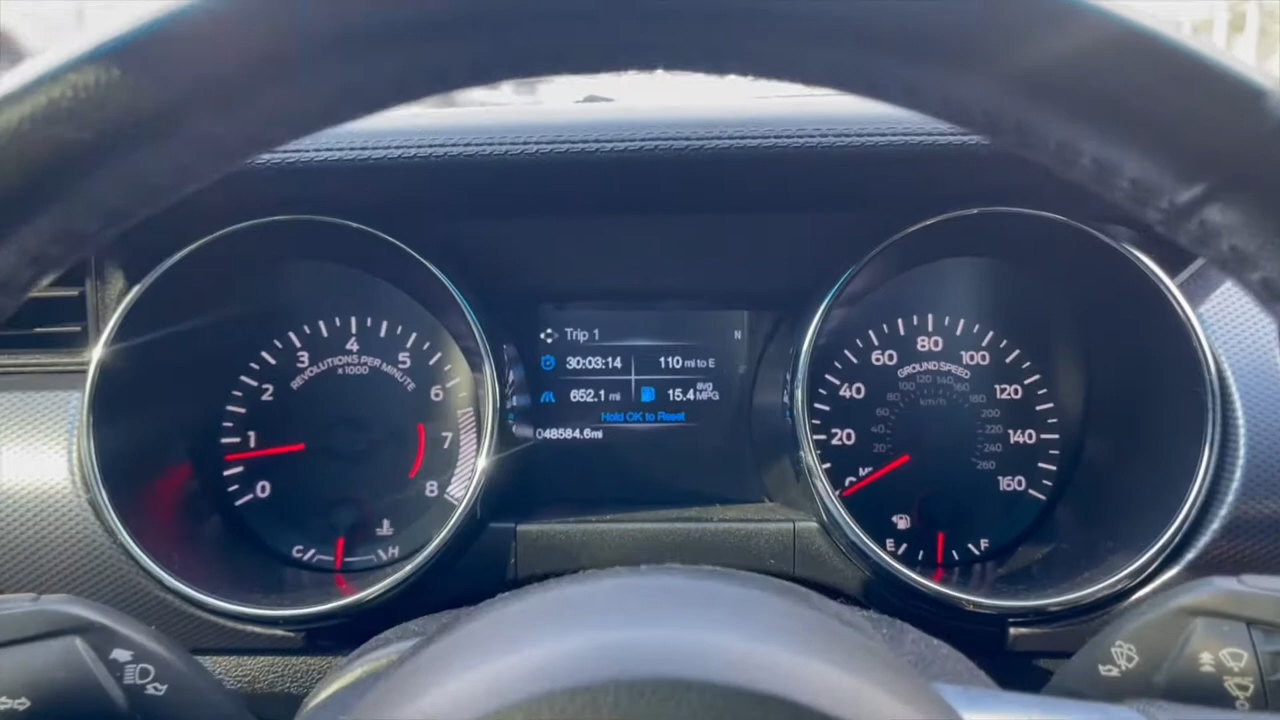 0 1 2 3 4 5 6 7 8
REVOLUTIONS PER MINUTE
x1000
C H
Trip 1 N
30:03:14 110 mi to E
652.1 mi 15.4 avg MPG
Hold OK to Reset
048584.6mi
20 40 60 80 100 120 140 160
GROUND SPEED
20 40 60 80 100 120 140 160 180 200 220 240 260
km/h
E F